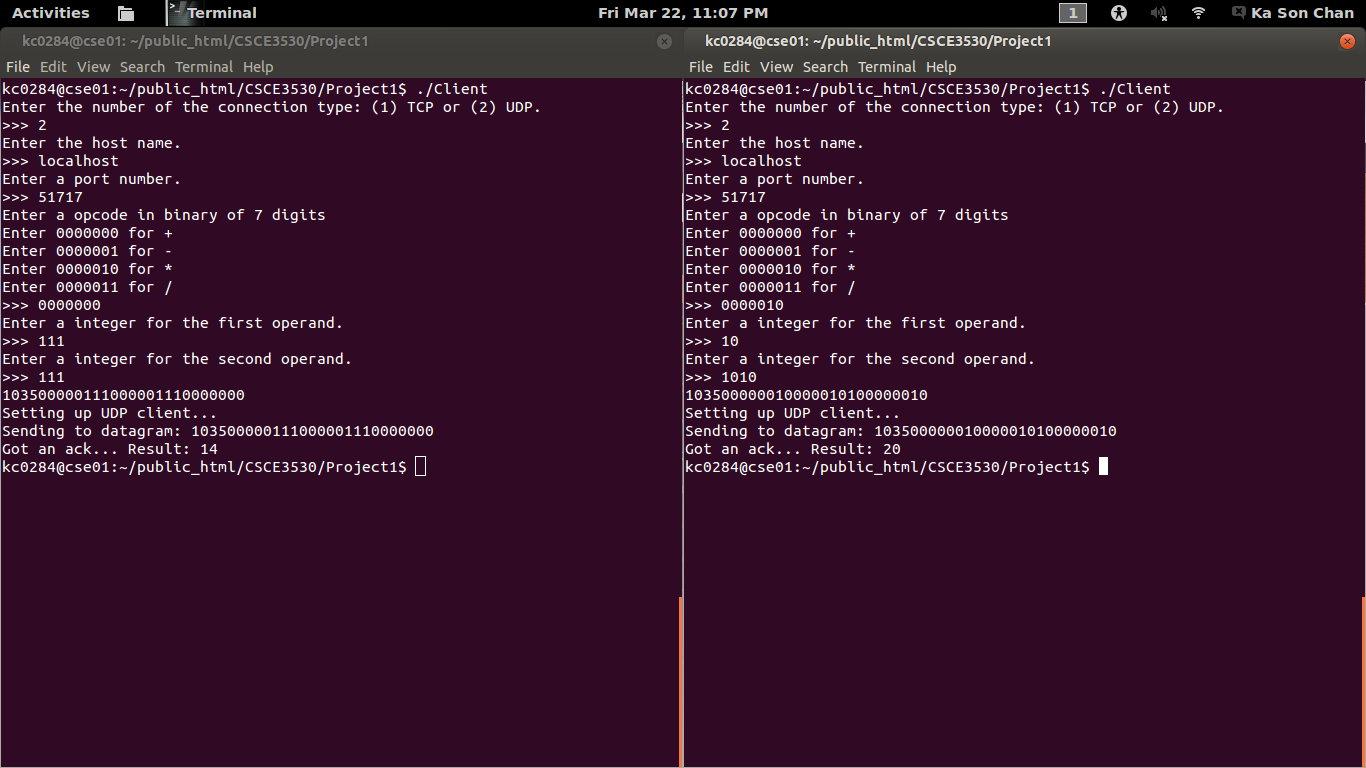 Activities Terminal Fri Mar 22, 11:07 PM 1 Ka Son Chan
kc0284@cse01: ~/public_html/CSCE3530/Project1
File Edit View Search Terminal Help
kc0284@cse01:~/public_html/CSCE3530/Project1$ ./Client
Enter the number of the connection type: (1) TCP or (2) UDP.
>>> 2
Enter the host name.
>>> localhost
Enter a port number.
>>> 51717
Enter a opcode in binary of 7 digits
Enter 0000000 for +
Enter 0000001 for -
Enter 0000010 for *
Enter 0000011 for /
>>> 0000000
Enter a integer for the first operand.
>>> 111
Enter a integer for the second operand.
>>> 111
103500000111000001110000000
Setting up UDP client...
Sending to datagram: 103500000111000001110000000
Got an ack... Result: 14
kc0284@cse01:~/public_html/CSCE3530/Project1$
kc0284@cse01: ~/public_html/CSCE3530/Project1
File Edit View Search Terminal Help
kc0284@cse01:~/public_html/CSCE3530/Project1$ ./Client
Enter the number of the connection type: (1) TCP or (2) UDP.
>>> 2
Enter the host name.
>>> localhost
Enter a port number.
>>> 51717
Enter a opcode in binary of 7 digits
Enter 0000000 for +
Enter 0000001 for -
Enter 0000010 for *
Enter 0000011 for /
>>> 0000010
Enter a integer for the first operand.
>>> 10
Enter a integer for the second operand.
>>> 1010
103500000010000010100000010
Setting up UDP client...
Sending to datagram: 103500000010000010100000010
Got an ack... Result: 20
kc0284@cse01:~/public_html/CSCE3530/Project1$